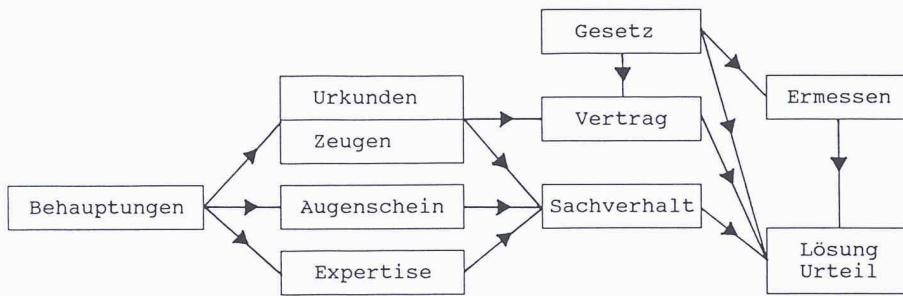 Gesetz
Urkunden
Ermessen
Vertrag
Zeugen
Behauptungen
Augenschein
Sachverhalt
Lösung
Urteil
Expertise